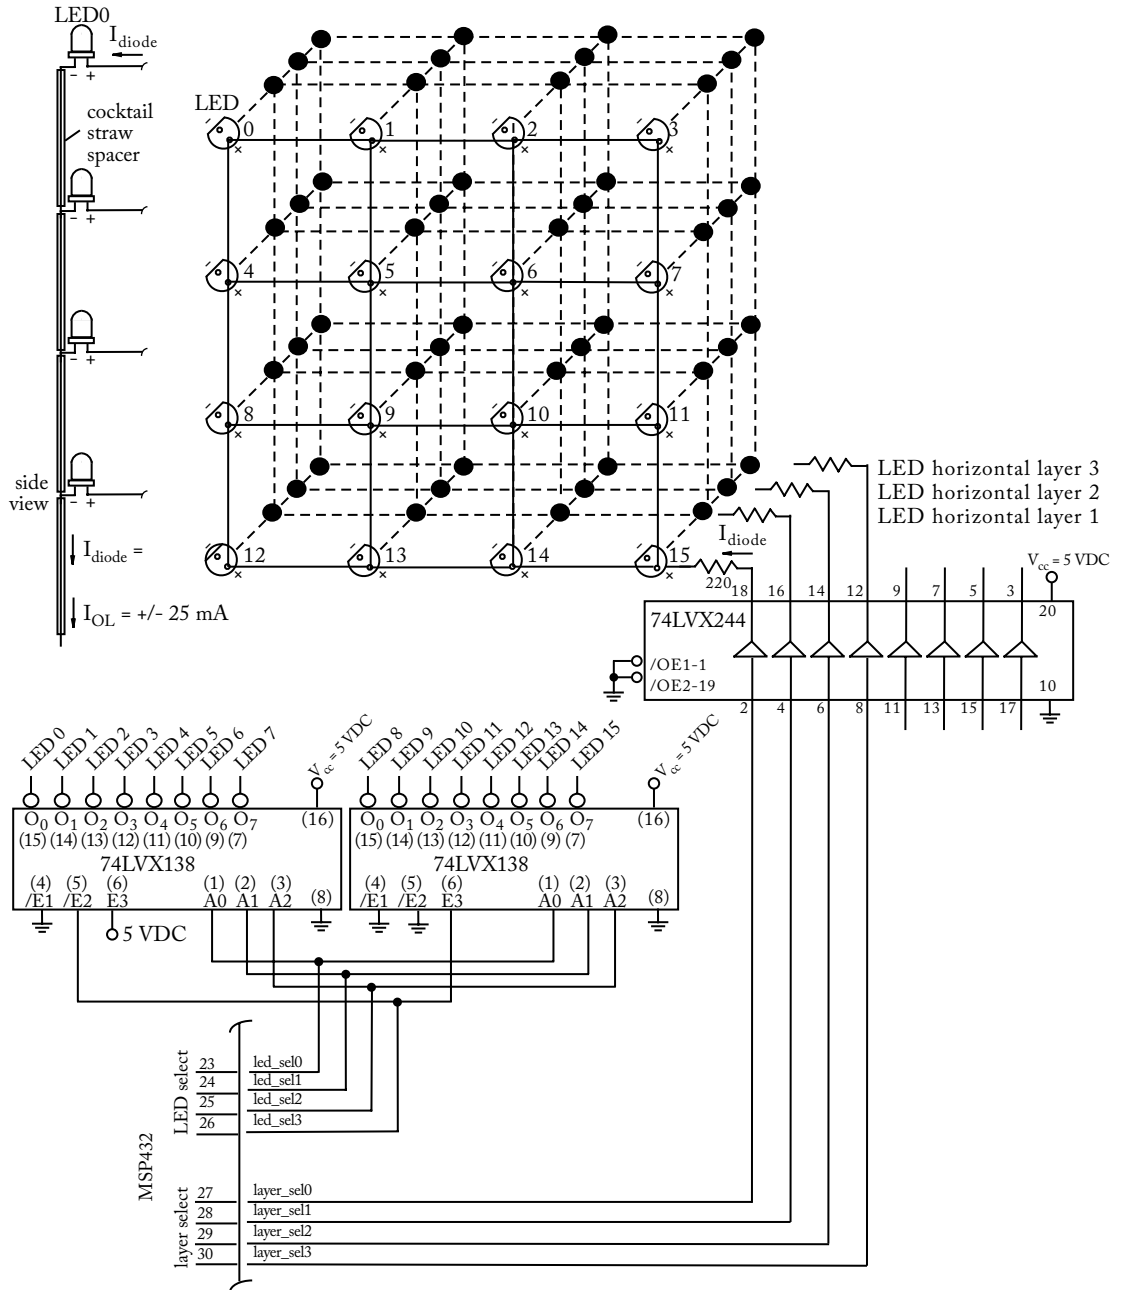 LED0
I diode
- +
cocktail
straw
spacer
- +
- +
side
view
- +
I diode =
I OL = +/- 25 mA
LED
0 1 2 3
4 5 6 7
8 9 10 11
12 13 14 15
LED horizontal layer 3
LED horizontal layer 2
LED horizontal layer 1
I diode
220
V cc = 5 VDC
18 16 14 12 9 7 5 3 20
74LVX244
/OE1-1
/OE2-19
10
2 4 6 8 11 13 15 17
LED 0 LED 1 LED 2 LED 3 LED 4 LED 5 LED 6 LED 7
V cc = 5 VDC
LED 8 LED 9 LED 10 LED 11 LED 12 LED 13 LED 14 LED 15
V cc = 5 VDC
O0 O1 O2 O3 O4 O5 O6 O7 (16)
(15) (14) (13) (12) (11) (10) (9) (7)
74LVX138
(4) (5) (6) (1) (2) (3) (8)
/E1 /E2 E3 A0 A1 A2
5 VDC
O0 O1 O2 O3 O4 O5 O6 O7 (16)
(15) (14) (13) (12) (11) (10) (9) (7)
74LVX138
(4) (5) (6) (1) (2) (3) (8)
/E1 /E2 E3 A0 A1 A2
MSP432
LED select
23 led_sel0
24 led_sel1
25 led_sel2
26 led_sel3
layer select
27 layer_sel0
28 layer_sel1
29 layer_sel2
30 layer_sel3